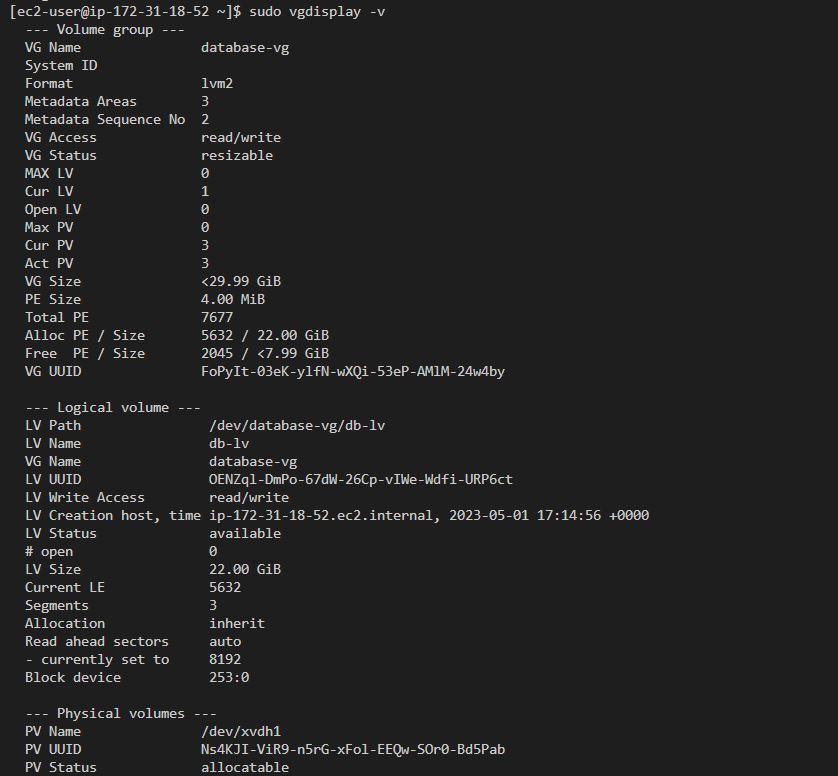 [ec2-user@ip-172-31-18-52 ~]$ sudo vgdisplay -v
--- Volume group ---
VG Name database-vg
System ID
Format lvm2
Metadata Areas 3
Metadata Sequence No 2
VG Access read/write
VG Status resizable
MAX LV 0
Cur LV 1
Open LV 0
Max PV 0
Cur PV 3
Act PV 3
VG Size <29.99 GiB
PE Size 4.00 MiB
Total PE 7677
Alloc PE / Size 5632 / 22.00 GiB
Free PE / Size 2045 / <7.99 GiB
VG UUID FoPyIt-03eK-ylfN-wXQi-53eP-AMlM-24w4by
--- Logical volume ---
LV Path /dev/database-vg/db-lv
LV Name db-lv
VG Name database-vg
LV UUID OENZql-DmPo-67dW-26Cp-vIWe-Wdfi-URP6ct
LV Write Access read/write
LV Creation host, time ip-172-31-18-52.ec2.internal, 2023-05-01 17:14:56 +0000
LV Status available
# open 0
LV Size 22.00 GiB
Current LE 5632
Segments 3
Allocation inherit
Read ahead sectors auto
- currently set to 8192
Block device 253:0
--- Physical volumes ---
PV Name /dev/xvdh1
PV UUID Ns4KJI-ViR9-n5rG-xFol-EEQw-SOr0-Bd5Pab
PV Status allocatable